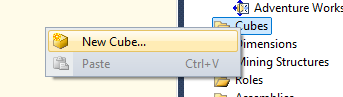 Adventure Works
Cubes
New Cube...
Dimensions
Paste Ctrl+V
Mining Structures
Roles